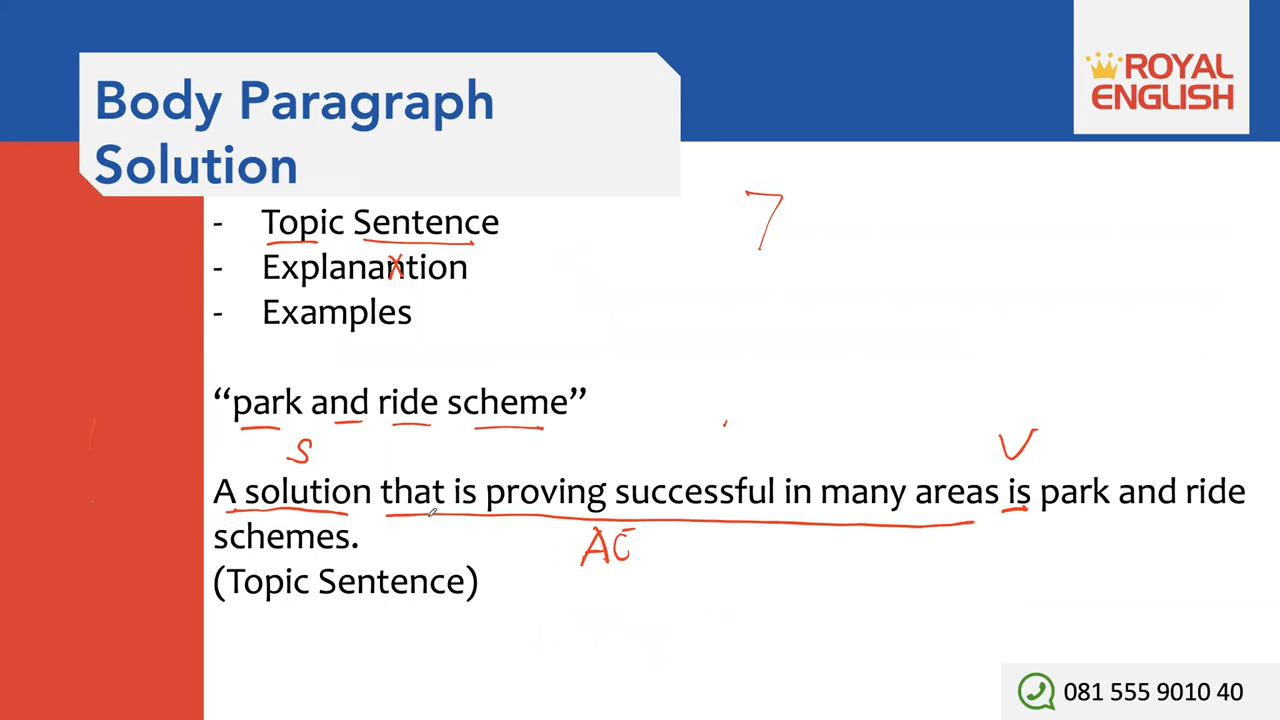 ROYAL
ENGLISH
Body Paragraph
Solution
- Topic Sentence
7
- Explanantion
x
- Examples
“park and ride scheme”
S
V
A solution that is proving successful in many areas is park and ride
schemes.
AC
(Topic Sentence)
081 555 9010 40